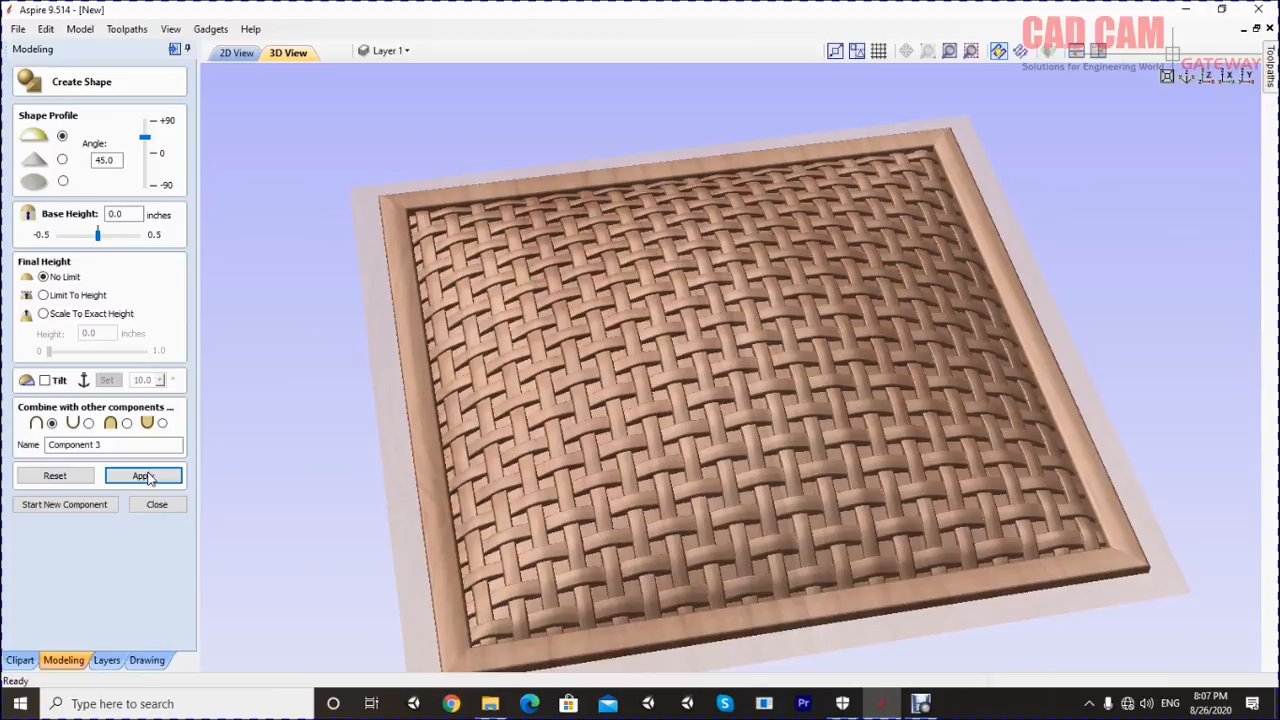 Aspire 9.514 - [New]
File Edit Model Toolpaths View Gadgets Help
CAD CAM
GATEWAY
Solutions for Engineering World
Modeling
2D View 3D View Layer 1
Toolpaths
Z X Y
Create Shape
Shape Profile
+90
Angle:
45.0
0
-90
Base Height: 0.0 inches
-0.5 0.5
Final Height
No Limit
Limit To Height
Scale To Exact Height
Height: 0.0 inches
0 1.0
Tilt Set 10.0 °
Combine with other components ...
Name Component 3
Reset Apply
Start New Component Close
Clipart Modeling Layers Drawing
Ready
Type here to search
Pr
ENG
8:07 PM
8/26/2020